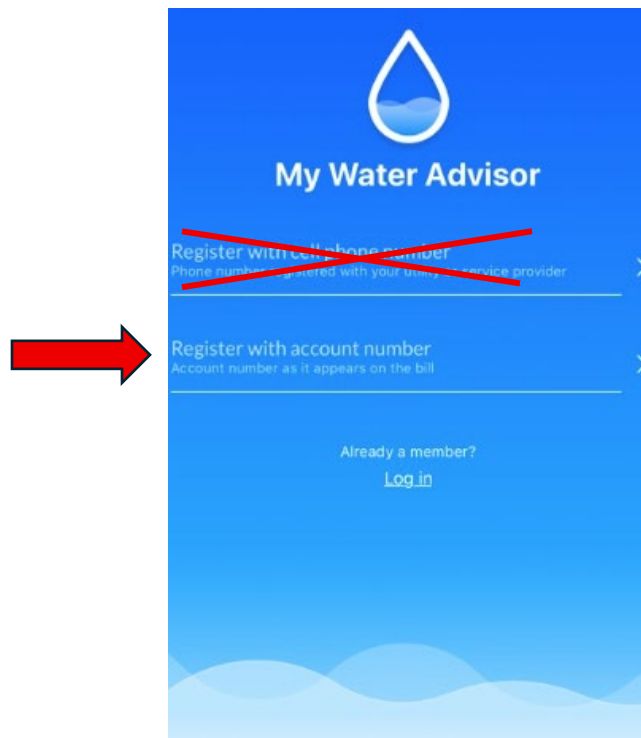 My Water Advisor
Register with cell phone number
Phone number registered with your utility or service provider
Register with account number
Account number as it appears on the bill
Already a member?
Log in